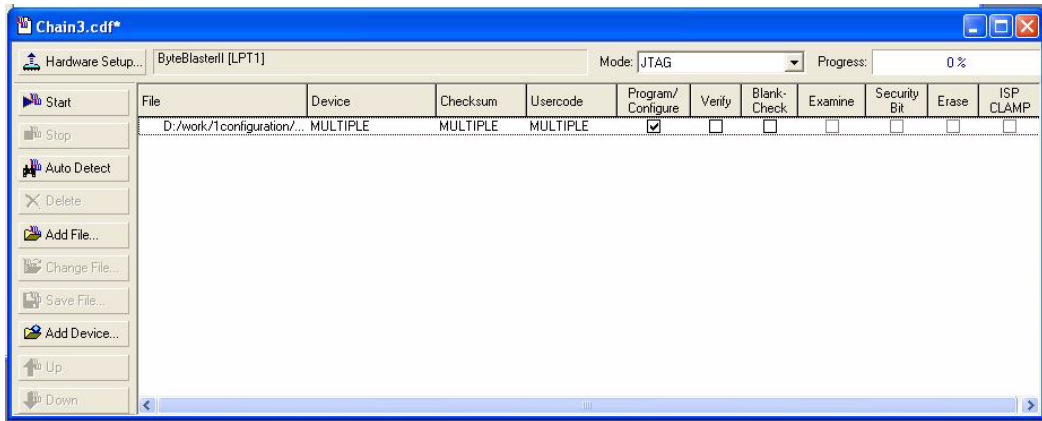 Chain3.cdf*
Hardware Setup... ByteBlasterII [LPT1] Mode: JTAG Progress: 0 %
Start
Stop
Auto Detect
Delete
Add File...
Change File...
Save File...
Add Device...
Up
Down
File Device Checksum Usercode Program/ Configure Verify Blank- Check Examine Security Bit Erase ISP CLAMP
D:/work/1configuration/... MULTIPLE MULTIPLE MULTIPLE